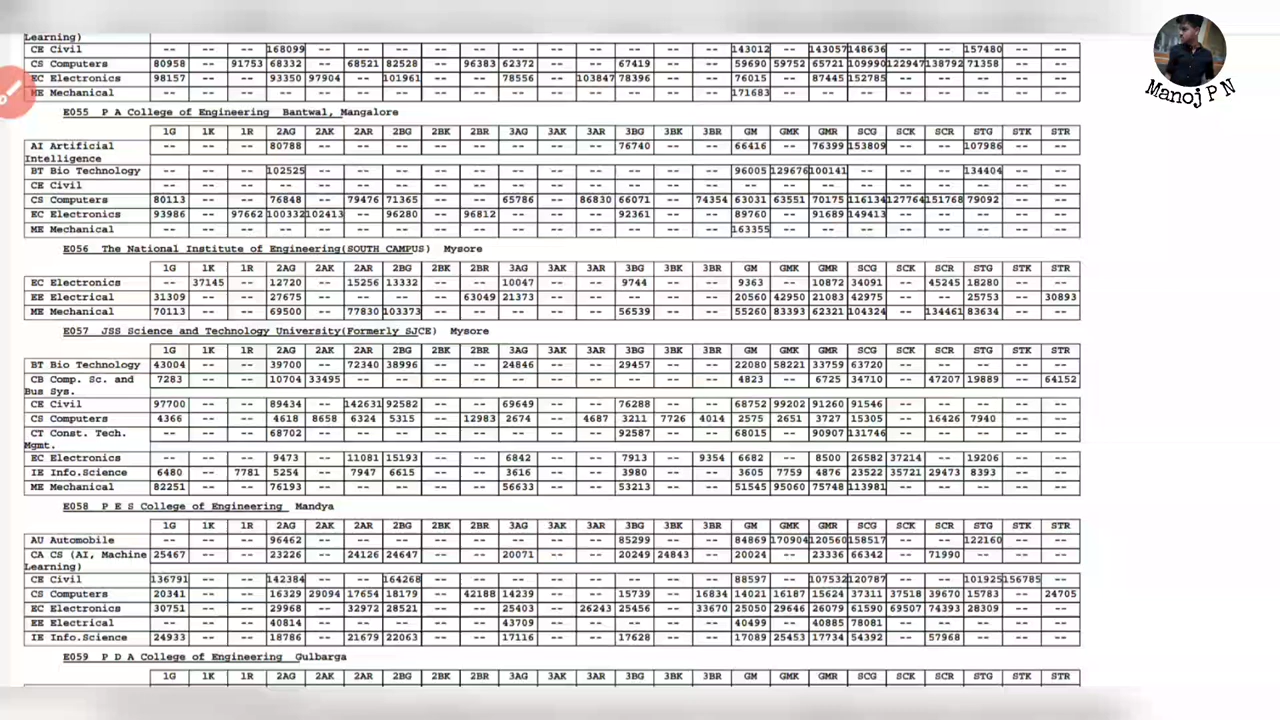 Learning)
CE Civil -- -- -- 168099 -- -- -- -- -- -- -- -- -- -- -- 143012 -- 143057 148636 -- -- 157480 -- --
CS Computers 80958 -- 91753 68332 -- 68521 82528 -- 96383 62372 -- -- 67419 -- -- 59690 59752 65721 109990 122947 138792 71358 -- --
EC Electronics 98157 -- -- 93350 97904 -- 101961 -- -- 78556 -- 103847 78396 -- -- 76015 -- 87445 152785 -- -- -- -- --
ME Mechanical -- -- -- -- -- -- -- -- -- -- -- -- -- -- -- 171683 -- -- -- -- -- -- -- --
E055 P A College of Engineering Bantwal, Mangalore
1G 1K 1R 2AG 2AK 2AR 2BG 2BK 2BR 3AG 3AK 3AR 3BG 3BK 3BR GM GMK GMR SCG SCK SCR STG STK STR
AI Artificial -- -- -- 80788 -- -- -- -- -- -- -- -- 76740 -- -- 66416 -- 76399 153809 -- -- 107986 -- --
Intelligence
BT Bio Technology -- -- -- 102525 -- -- -- -- -- -- -- -- -- -- -- 96005 129676 100141 -- -- -- 134404 -- --
CE Civil -- -- -- -- -- -- -- -- -- -- -- -- -- -- -- -- -- -- -- -- -- -- -- --
CS Computers 80113 -- -- 76848 -- 79476 71365 -- -- 65786 -- 86830 66071 -- 74354 63031 63551 70175 116134 127764 151768 79092 -- --
EC Electronics 93986 -- 97662 100332 102413 -- 96280 -- 96812 -- -- -- 92361 -- -- 89760 -- 91689 149413 -- -- -- -- --
ME Mechanical -- -- -- -- -- -- -- -- -- -- -- -- -- -- -- 163355 -- -- -- -- -- -- -- --
E056 The National Institute of Engineering(SOUTH CAMPUS) Mysore
1G 1K 1R 2AG 2AK 2AR 2BG 2BK 2BR 3AG 3AK 3AR 3BG 3BK 3BR GM GMK GMR SCG SCK SCR STG STK STR
EC Electronics -- 37145 -- 12720 -- 15256 13332 -- -- 10047 -- -- 9744 -- -- 9363 -- 10872 34091 -- 45245 18280 -- --
EE Electrical 31309 -- -- 27675 -- -- -- -- 63049 21373 -- -- -- -- -- 20560 42950 21083 42975 -- -- 25753 -- 30893
ME Mechanical 70113 -- -- 69500 -- 77830 103373 -- -- -- -- -- 56539 -- -- 55260 83393 62321 104324 -- 134461 83634 -- --
E057 JSS Science and Technology University(Formerly SJCE) Mysore
1G 1K 1R 2AG 2AK 2AR 2BG 2BK 2BR 3AG 3AK 3AR 3BG 3BK 3BR GM GMK GMR SCG SCK SCR STG STK STR
BT Bio Technology 43004 -- -- 39700 -- 72340 38996 -- -- 24846 -- -- 29457 -- -- 22080 58221 33759 63720 -- -- -- -- --
CB Comp. Sc. and 7283 -- -- 10704 33495 -- -- -- -- -- -- -- -- -- -- 4823 -- 6725 34710 -- 47207 19889 -- 64152
Bus Sys.
CE Civil 97700 -- -- 89434 -- 142631 92582 -- -- 69649 -- -- 76288 -- -- 68752 99202 91260 91546 -- -- -- -- --
CS Computers 4366 -- -- 4618 8658 6324 5315 -- 12983 2674 -- 4687 3211 7726 4014 2575 2651 3727 15305 -- 16426 7940 -- --
CT Const. Tech. -- -- -- 68702 -- -- -- -- -- -- -- -- 92587 -- -- 68015 -- 90907 131746 -- -- -- -- --
Mgmt.
EC Electronics -- -- -- 9473 -- 11081 15193 -- -- 6842 -- -- 7913 -- 9354 6682 -- 8500 26582 37214 -- 19206 -- --
IE Info.Science 6480 -- 7781 5254 -- 7947 6615 -- -- 3616 -- -- 3980 -- -- 3605 7759 4876 23522 35721 29473 8393 -- --
ME Mechanical 82251 -- -- 76193 -- -- -- -- -- 56633 -- -- 53213 -- -- 51545 95060 75748 113981 -- -- -- -- --
E058 P E S College of Engineering Mandya
1G 1K 1R 2AG 2AK 2AR 2BG 2BK 2BR 3AG 3AK 3AR 3BG 3BK 3BR GM GMK GMR SCG SCK SCR STG STK STR
AU Automobile -- -- -- 96462 -- -- -- -- -- -- -- -- 85299 -- -- 84869 170904 120560 158517 -- -- 122160 -- --
CA CS (AI, Machine 25467 -- -- 23226 -- 24126 24647 -- -- 20071 -- -- 20249 24843 -- 20024 -- 23336 66342 -- 71990 -- -- --
Learning)
CE Civil 136791 -- -- 142384 -- -- 164268 -- -- -- -- -- -- -- -- 88597 -- 107532 120787 -- -- 101925 156785 --
CS Computers 20341 -- -- 16329 29094 17654 18179 -- 42188 14239 -- -- 15739 -- 16834 14021 16187 15624 37311 37518 39670 15783 -- 24705
EC Electronics 30751 -- -- 29968 -- 32972 28521 -- -- 25403 -- 26243 25456 -- 33670 25050 29646 26079 61590 69507 74393 28309 -- --
EE Electrical -- -- -- 40814 -- -- -- -- -- 43709 -- -- -- -- -- 40499 -- 40885 78081 -- -- -- -- --
IE Info.Science 24933 -- -- 18786 -- 21679 22063 -- -- 17116 -- -- 17628 -- -- 17089 25453 17734 54392 -- 57968 -- -- --
E059 P D A College of Engineering Gulbarga
1G 1K 1R 2AG 2AK 2AR 2BG 2BK 2BR 3AG 3AK 3AR 3BG 3BK 3BR GM GMK GMR SCG SCK SCR STG STK STR
Manoj P N